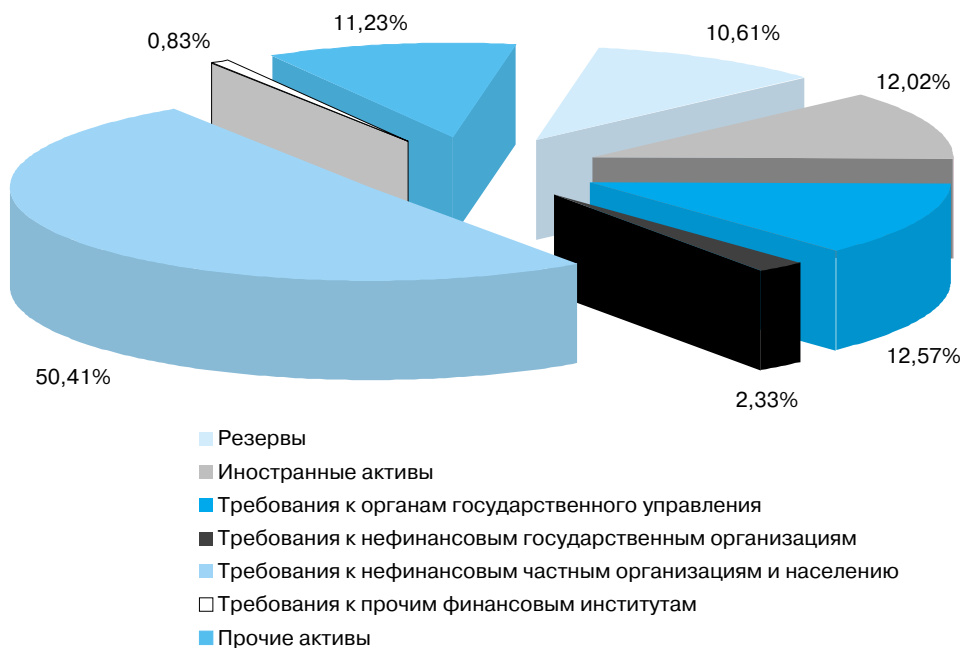 11,23%
10,61%
0,83%
12,02%
12,57%
50,41%
2,33%
Резервы
Иностранные активы
Требования к органам государственного управления
Требования к нефинансовым государственным организациям
Требования к нефинансовым частным организациям и населению
Требования к прочим финансовым институтам
Прочие активы